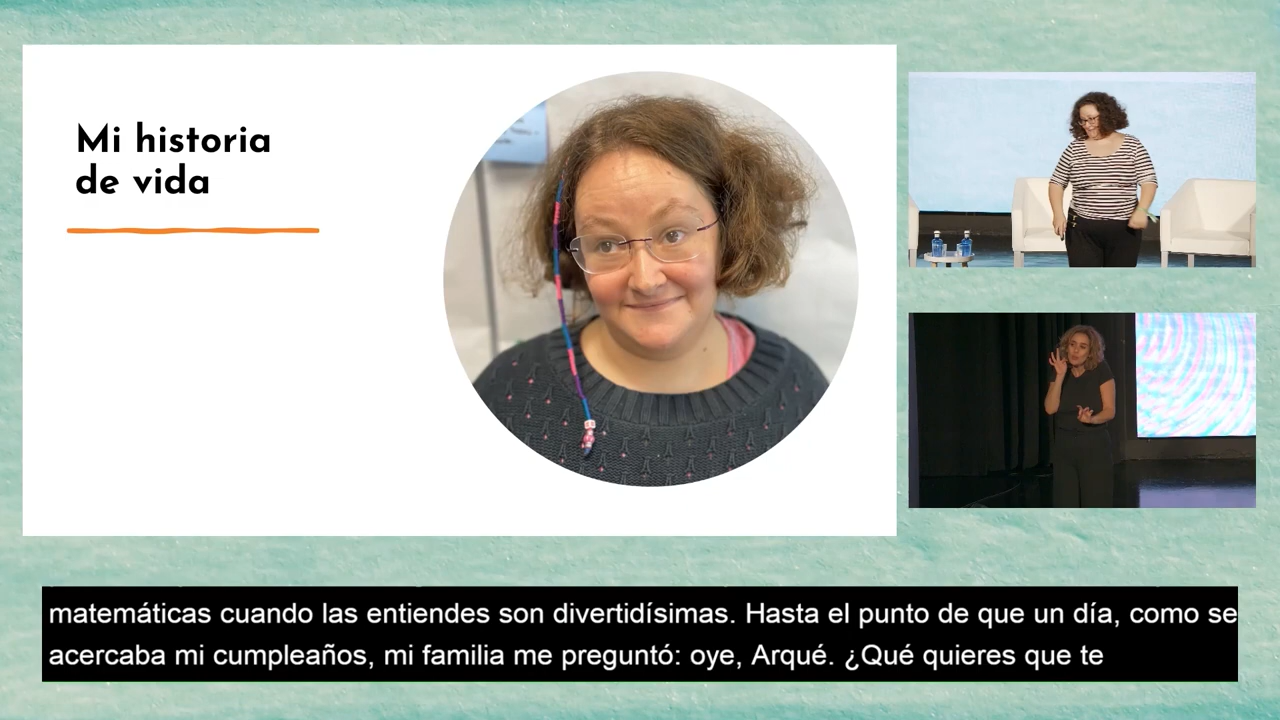 Mi historia
de vida
matemáticas cuando las entiendes son divertidísimas. Hasta el punto de que un día, como se
acercaba mi cumpleaños, mi familia me preguntó: oye, Arqué. ¿Qué quieres que te